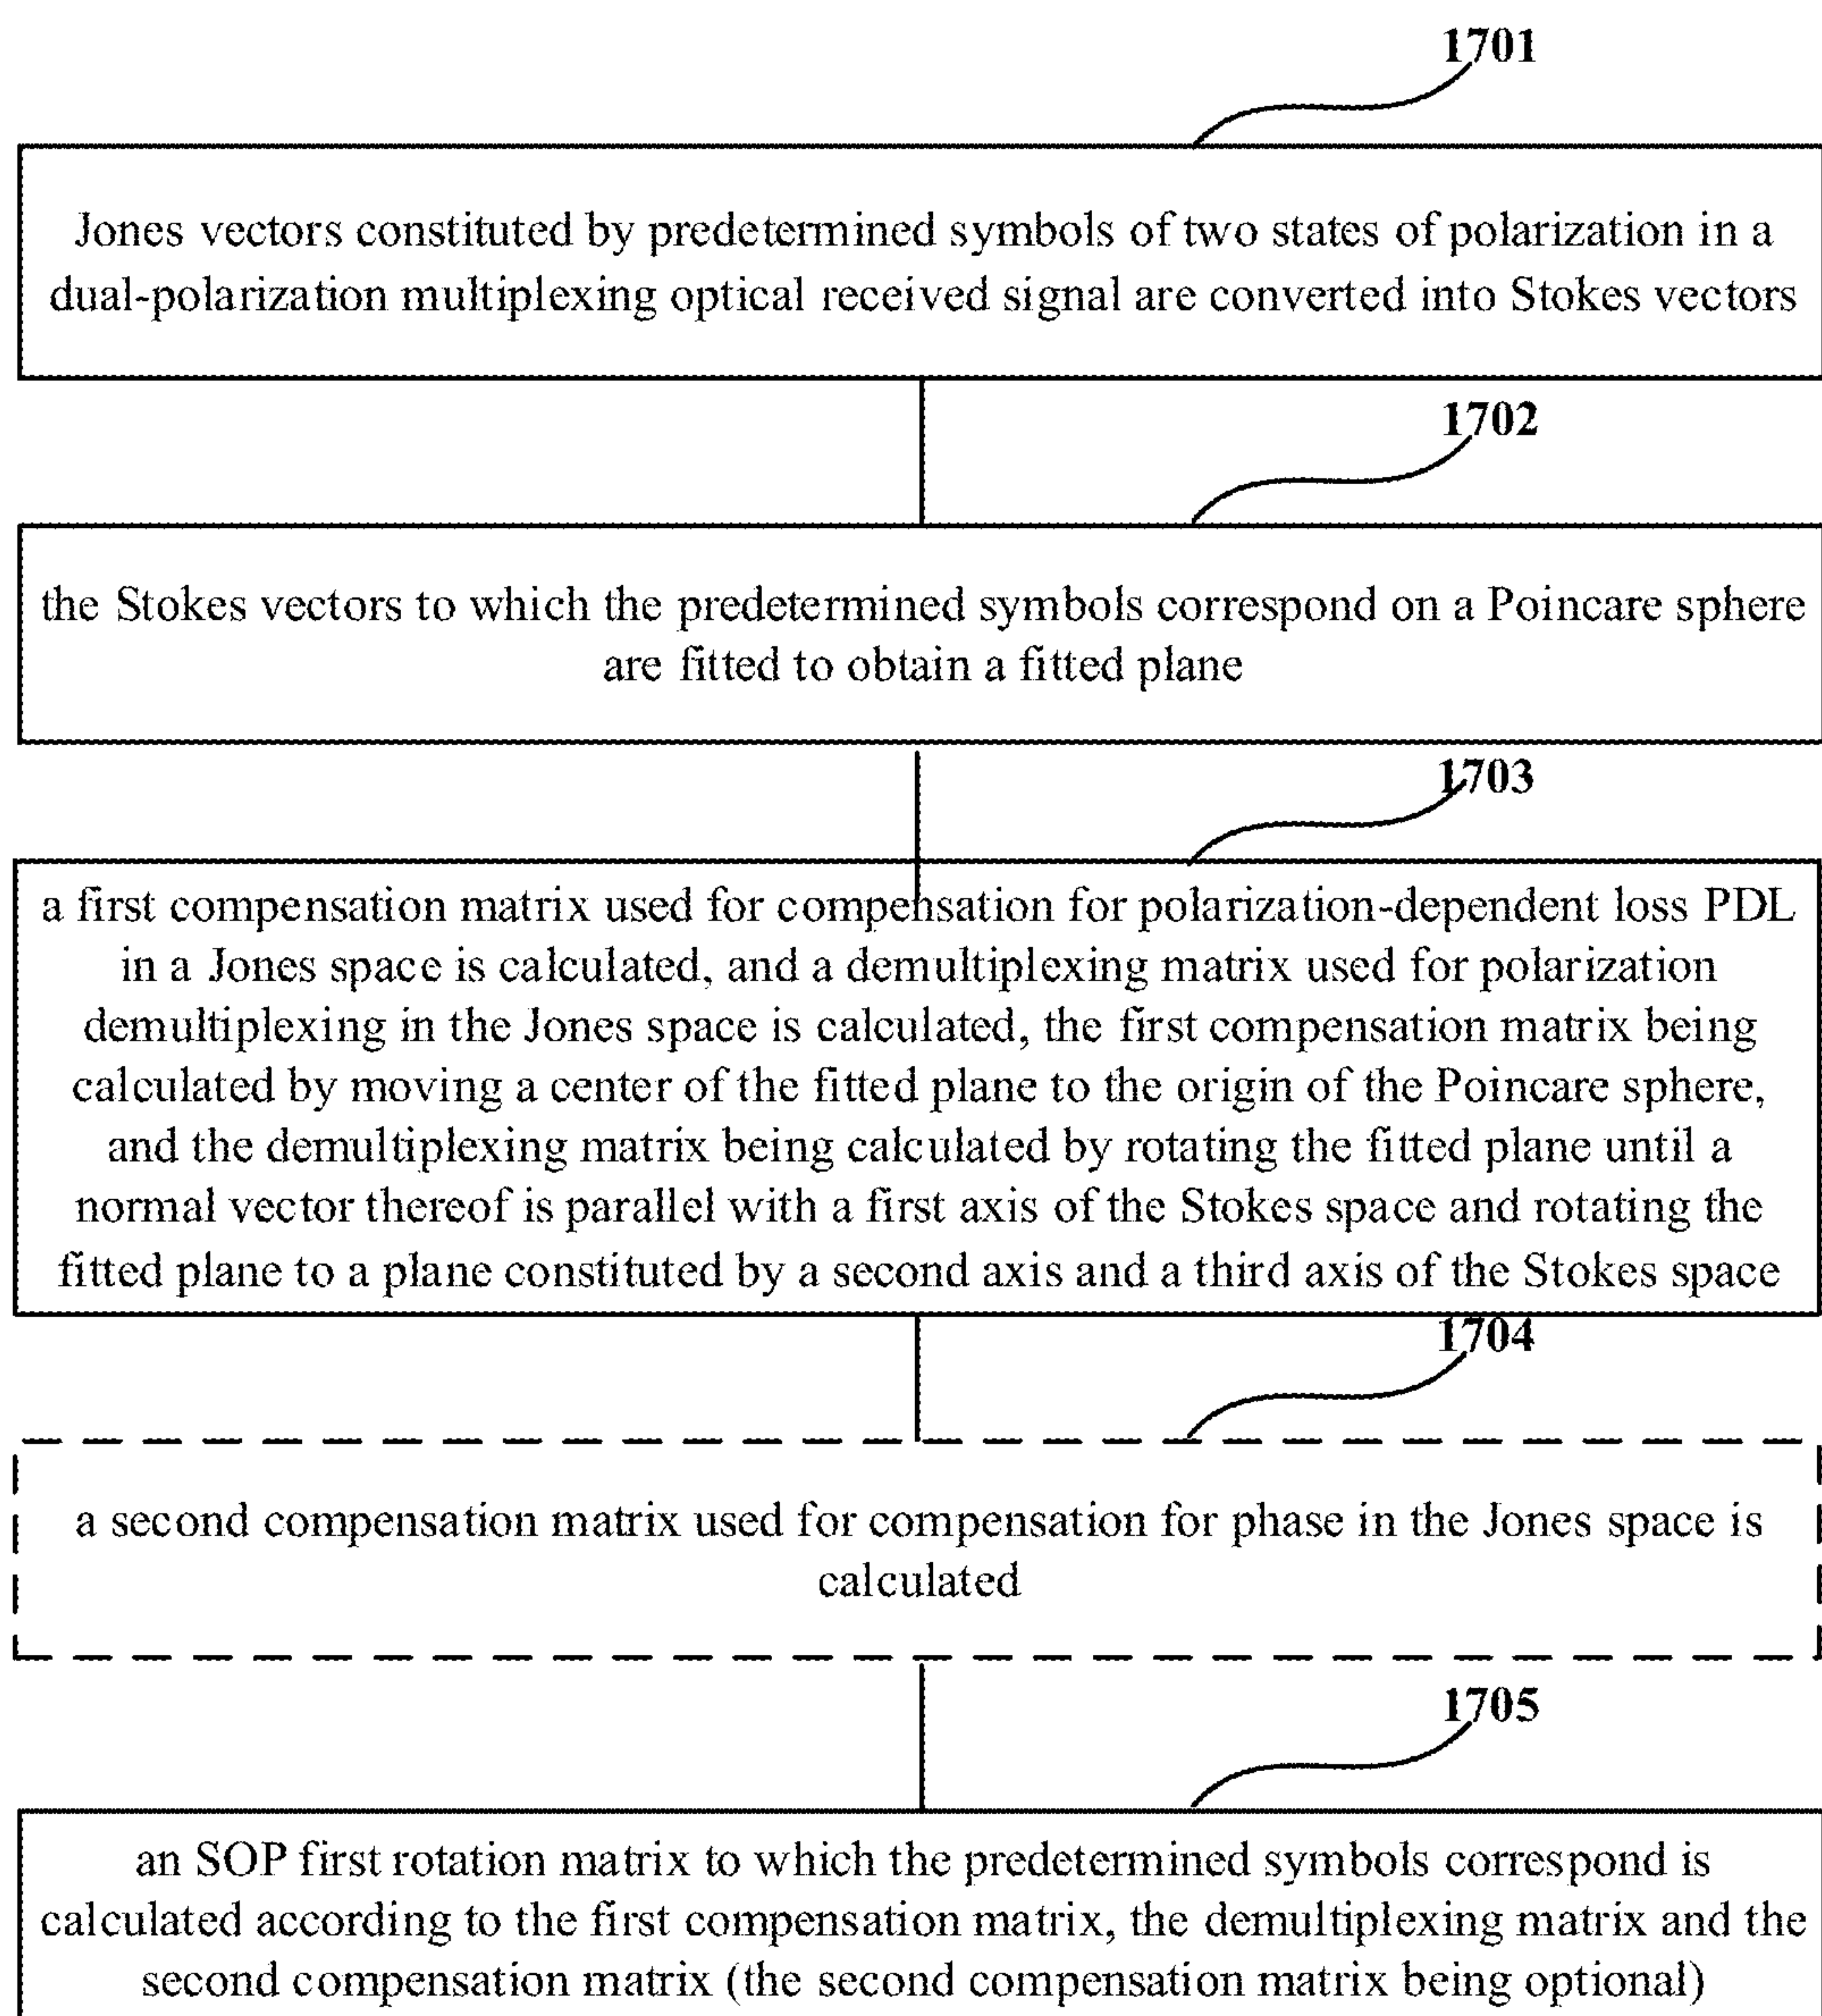 1701
Jones vectors constituted by predetermined symbols of two states of polarization in a
dual-polarization multiplexing optical received signal are converted into Stokes vectors
1702
the Stokes vectors to which the predetermined symbols correspond on a Poincare sphere
are fitted to obtain a fitted plane
1703
a first compensation matrix used for compensation for polarization-dependent loss PDL
in a Jones space is calculated, and a demultiplexing matrix used for polarization
demultiplexing in the Jones space is calculated, the first compensation matrix being
calculated by moving a center of the fitted plane to the origin of the Poincare sphere,
and the demultiplexing matrix being calculated by rotating the fitted plane until a
normal vector thereof is parallel with a first axis of the Stokes space and rotating the
fitted plane to a plane constituted by a second axis and a third axis of the Stokes space
1704
a second compensation matrix used for compensation for phase in the Jones space is
calculated
1705
an SOP first rotation matrix to which the predetermined symbols correspond is
calculated according to the first compensation matrix, the demultiplexing matrix and the
second compensation matrix (the second compensation matrix being optional)